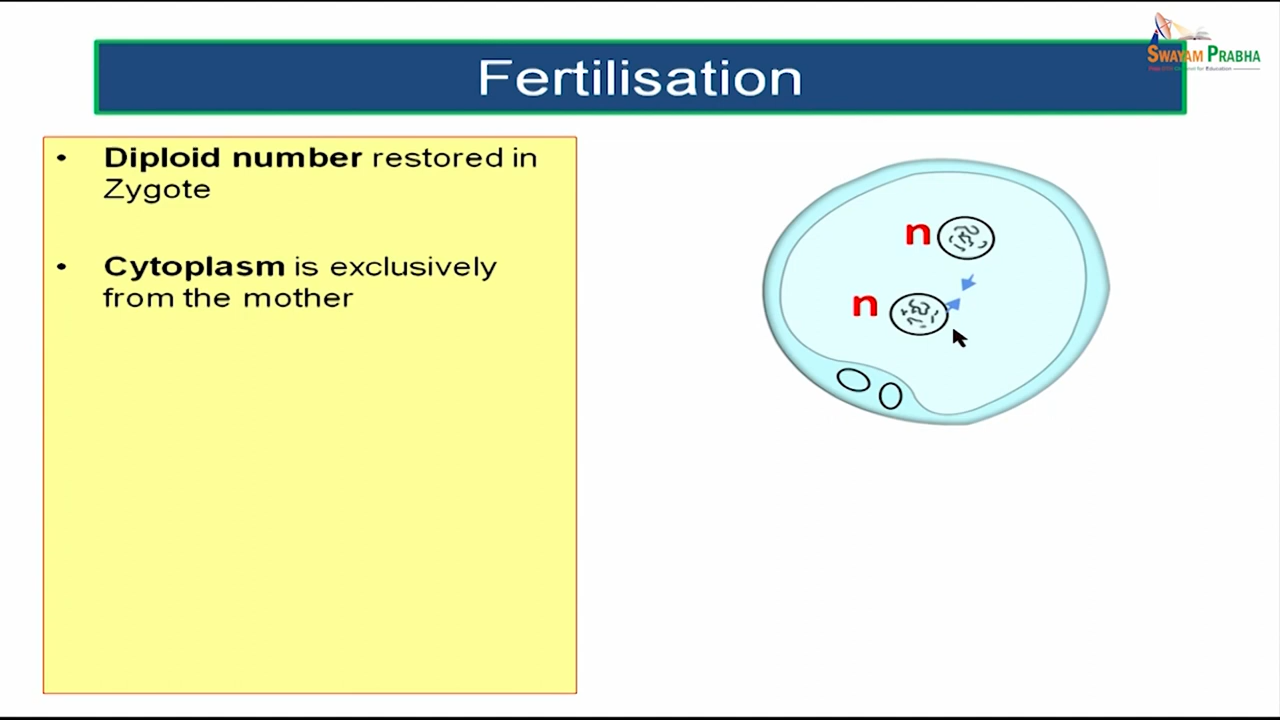 SWAYAM PRABHA
Fertilisation
• Diploid number restored in
Zygote
• Cytoplasm is exclusively
from the mother
n
n